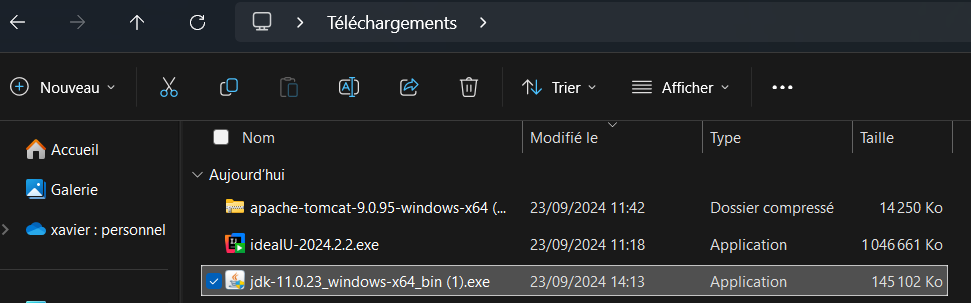 Téléchargements
Nouveau
Trier
Afficher
Nom Modifié le Type Taille
Accueil
Galerie
xavier : personnel
Aujourd'hui
apache-tomcat-9.0.95-windows-x64 (... 23/09/2024 11:42 Dossier compressé 14 250 Ko
ideaIU-2024.2.2.exe 23/09/2024 11:18 Application 1 046 661 Ko
jdk-11.0.23_windows-x64_bin (1).exe 23/09/2024 14:13 Application 145 102 Ko